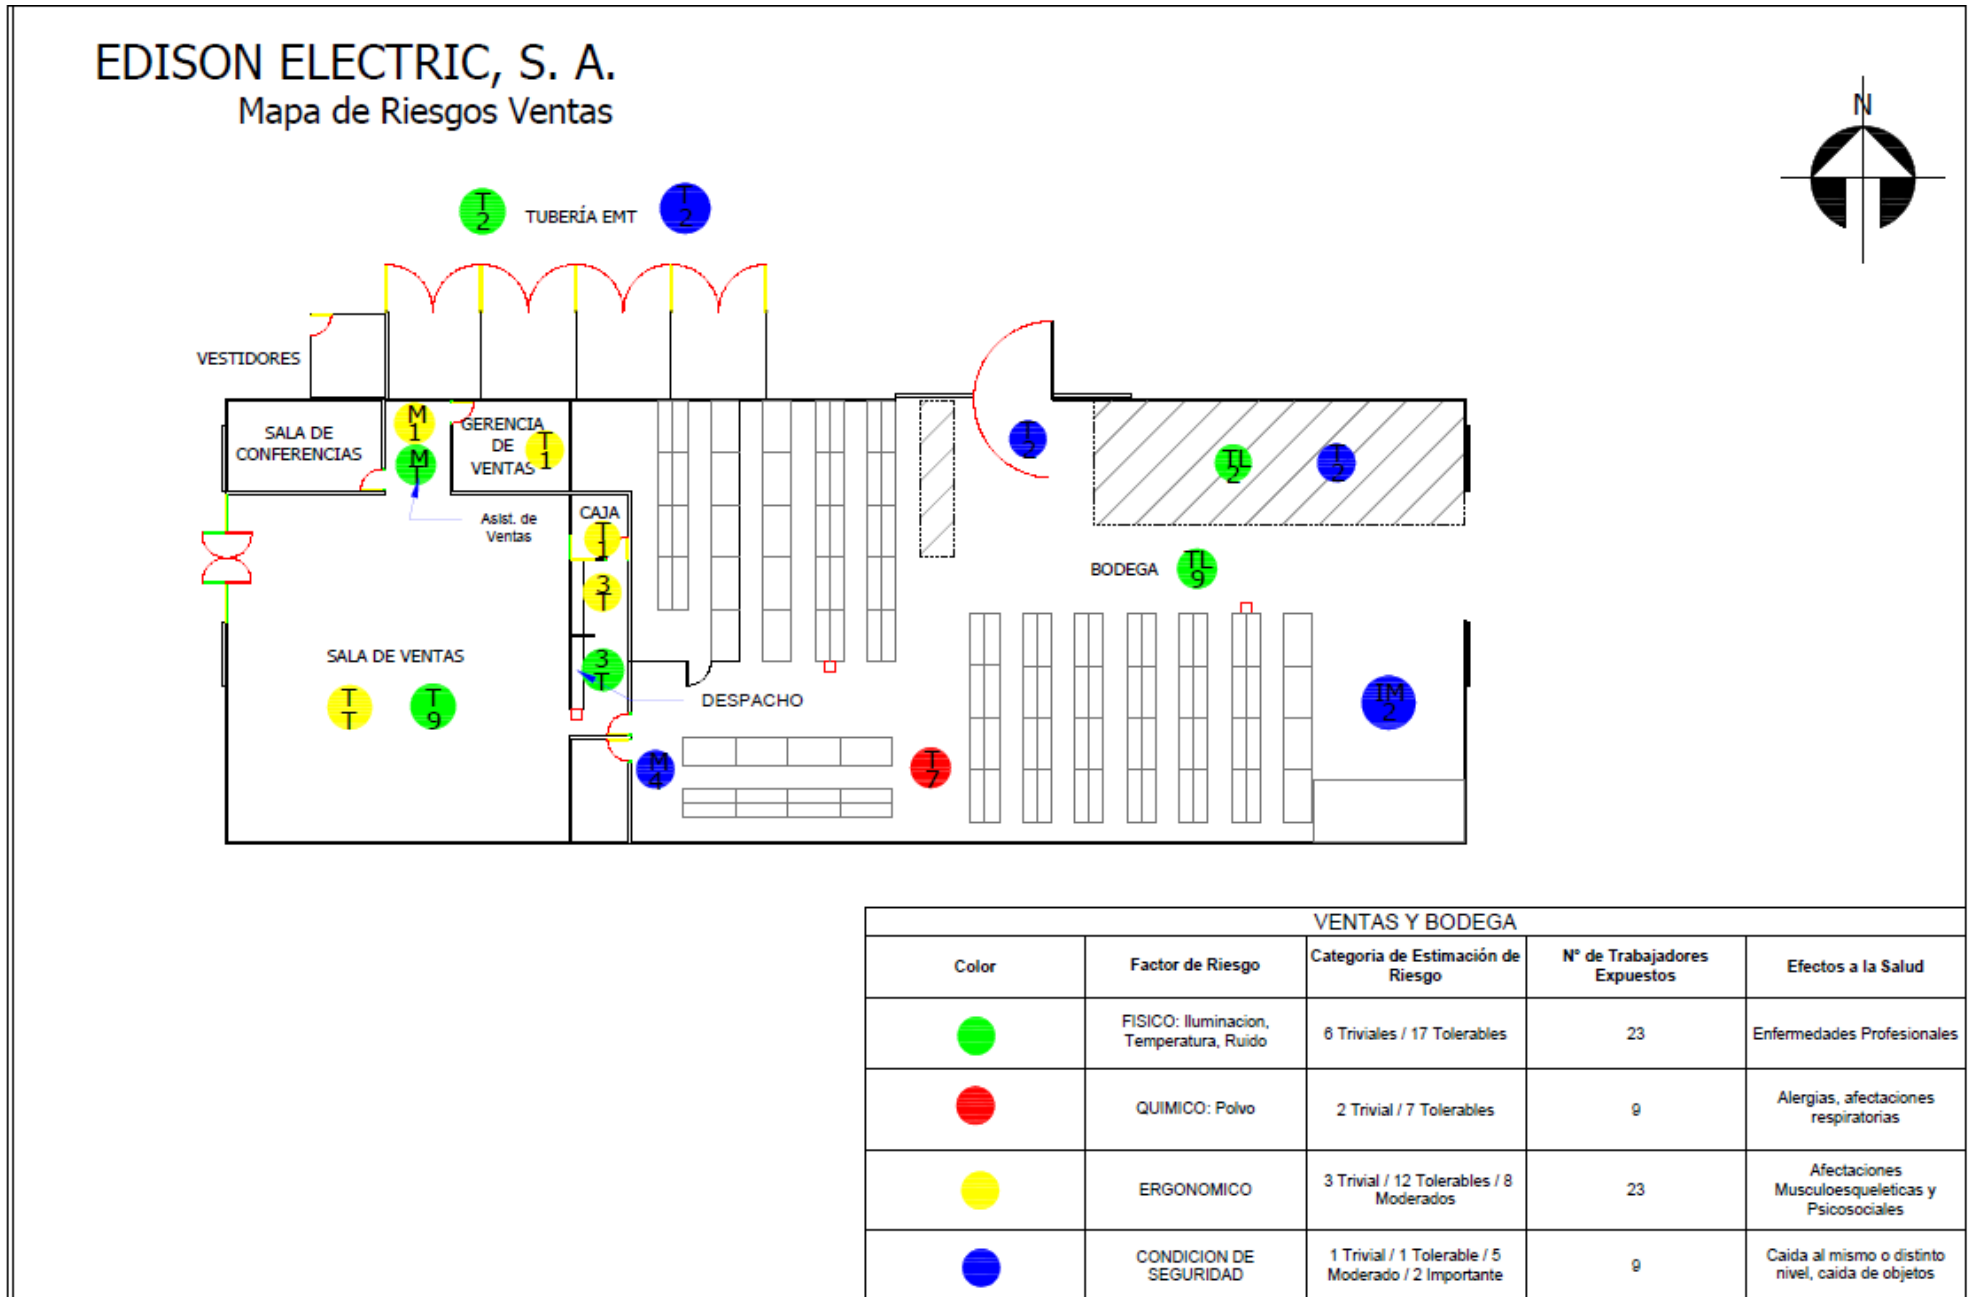 EDISON ELECTRIC, S. A.
Mapa de Riesgos Ventas
N
T
2
TUBERÍA EMT
T
2
VESTIDORES
SALA DE
CONFERENCIAS
M
1
M
1
GERENCIA
DE
VENTAS
T
1
Asist. de
Ventas
CAJA
T
1
3
T
3
T
T
2
TL
2
T
2
BODEGA
TL
9
SALA DE VENTAS
T
T
T
9
DESPACHO
IM
2
M
4
T
7
VENTAS Y BODEGA
Color
Factor de Riesgo
Categoria de Estimación de
Riesgo
N° de Trabajadores
Expuestos
Efectos a la Salud
FISICO: Iluminacion,
Temperatura, Ruido
6 Triviales / 17 Tolerables
23
Enfermedades Profesionales
QUIMICO: Polvo
2 Trivial / 7 Tolerables
9
Alergias, afectaciones
respiratorias
ERGONOMICO
3 Trivial / 12 Tolerables / 8
Moderados
23
Afectaciones
Musculoesqueleticas y
Psicosociales
CONDICION DE
SEGURIDAD
1 Trivial / 1 Tolerable / 5
Moderado / 2 Importante
9
Caida al mismo o distinto
nivel, caida de objetos